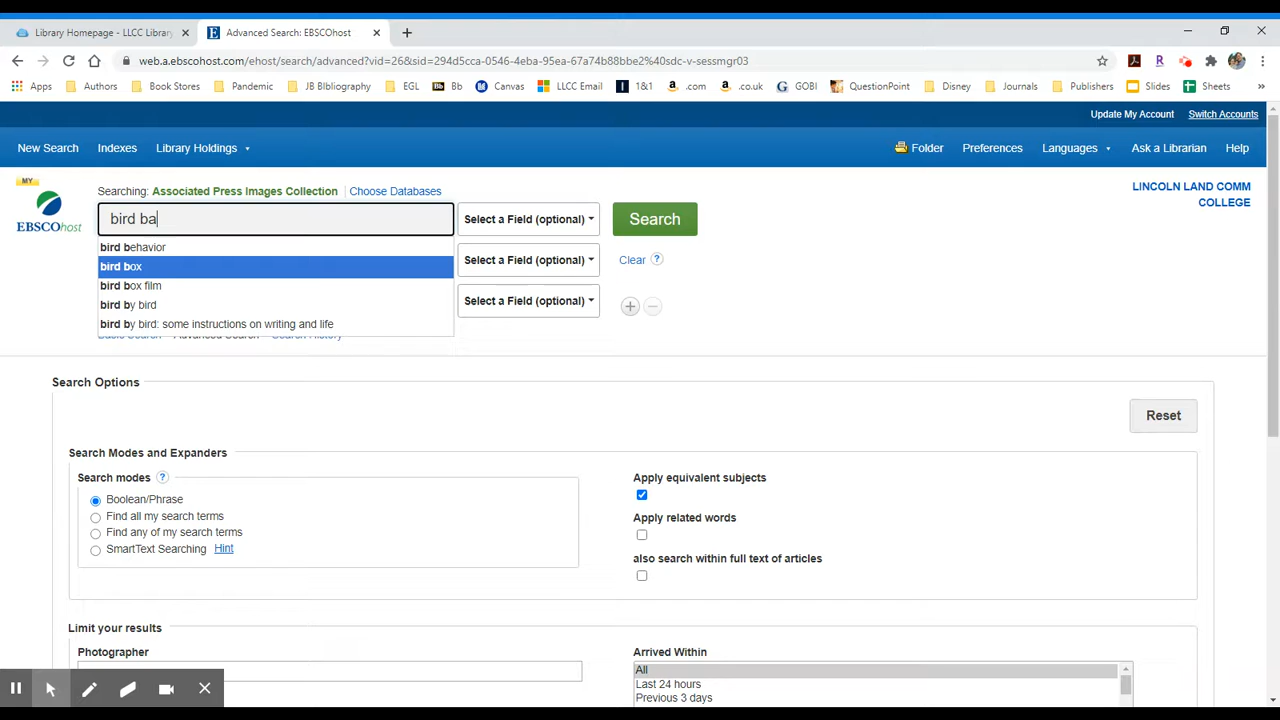 Library Homepage - LLCC Library
Advanced Search: EBSCOhost
web.a.ebscohost.com/ehost/search/advanced?vid=26&sid=294d5cca-054d-4eba-95ea-67a74b88bbe2%40sdc-v-sessmgr03
Apps Authors Book Stores Pandemic JB BIbliography EGL Bb Canvas LLCC Email 1&1 .com .co.uk GOBI QuestionPoint Disney Journals Publishers Slides Sheets »
Update My Account Switch Accounts
New Search Indexes Library Holdings Folder Preferences Languages Ask a Librarian Help
MY
EBSCOhost
Searching: Associated Press Images Collection Choose Databases
LINCOLN LAND COMM
COLLEGE
bird ba Select a Field (optional) Search
bird behavior
bird box Select a Field (optional) Clear ?
bird box film
bird by bird Select a Field (optional)
bird by bird: some instructions on writing and life
Basic Search Advanced Search Search History
Search Options
Reset
Search Modes and Expanders
Search modes ?
Boolean/Phrase
Find all my search terms
Find any of my search terms
SmartText Searching Hint
Apply equivalent subjects
Apply related words
also search within full text of articles
Limit your results
Photographer
Arrived Within
All
Last 24 hours
Previous 3 days